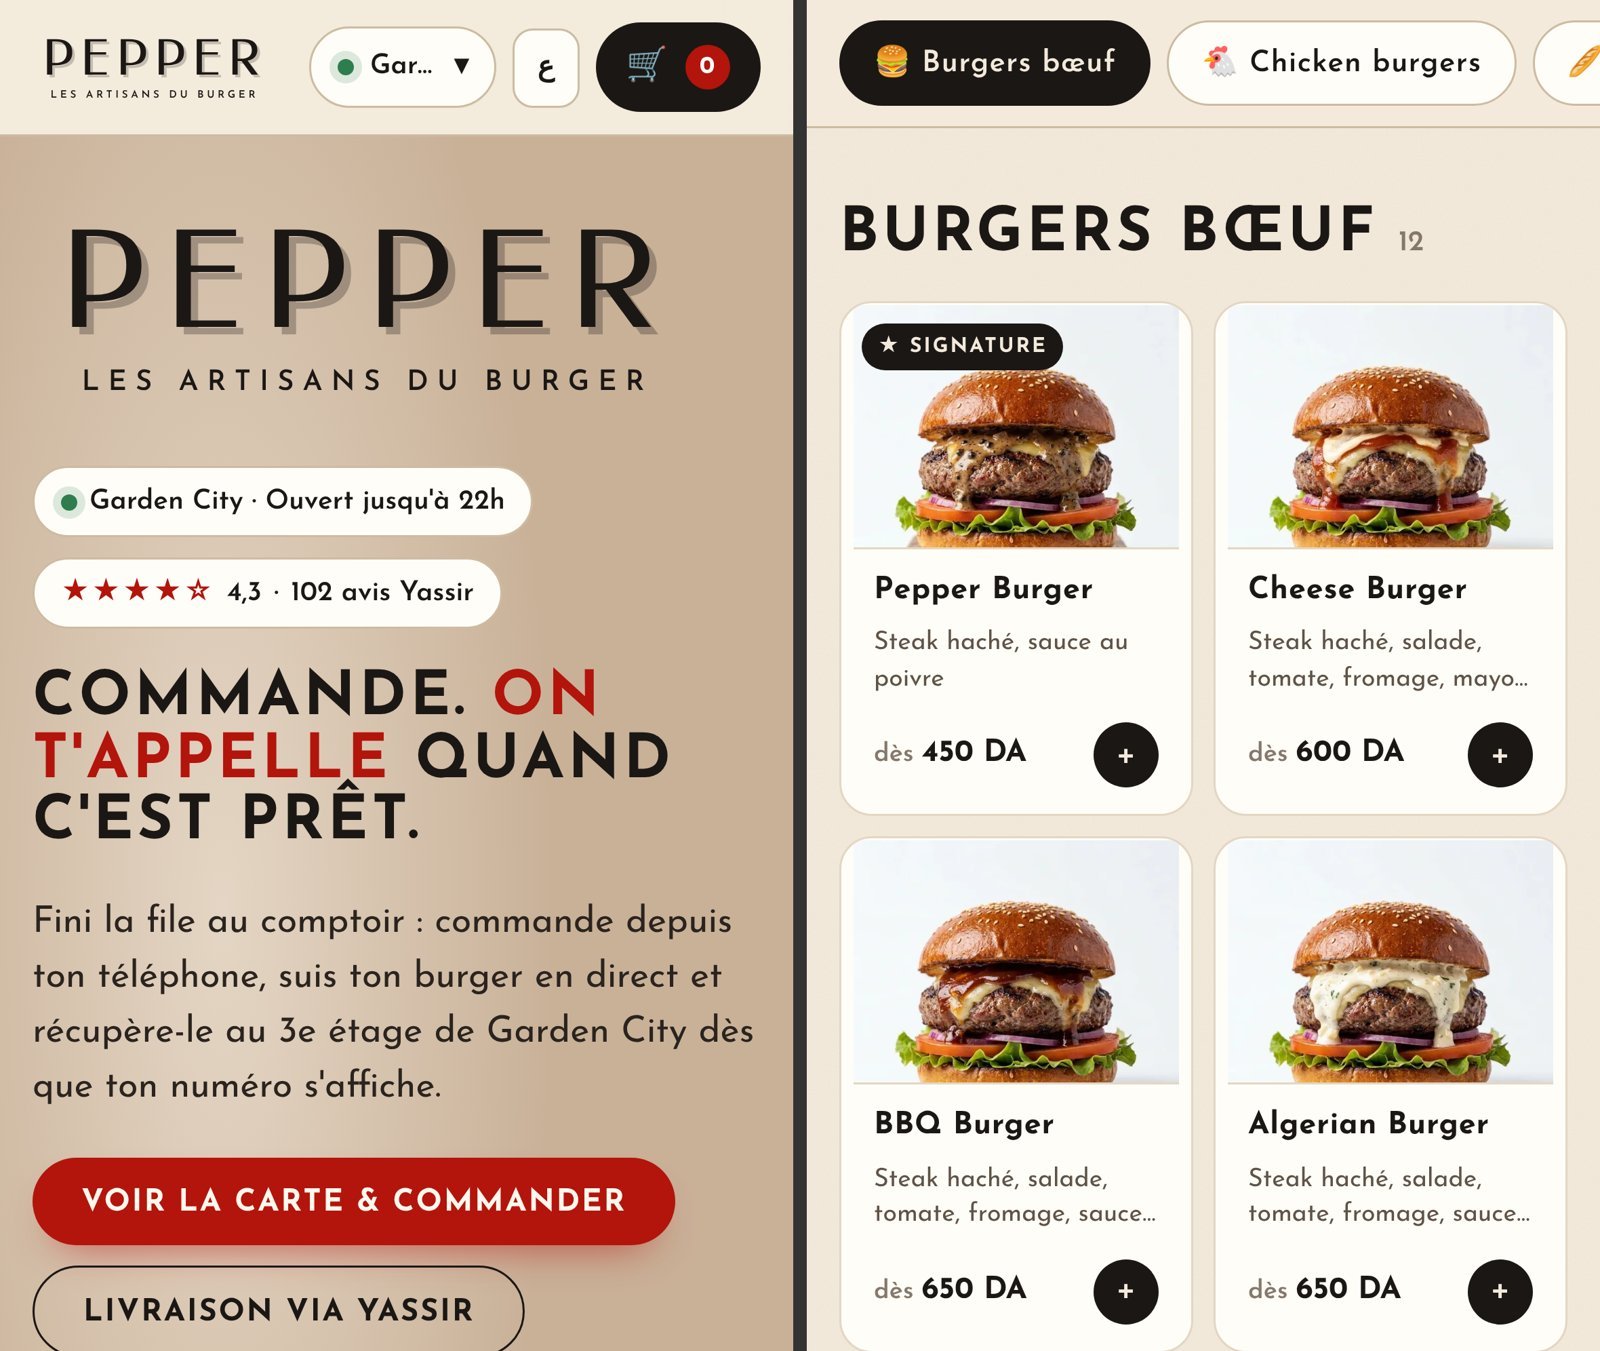 PEPPER
LES ARTISANS DU BURGER
Gar... ▼
ع
0
PEPPER
LES ARTISANS DU BURGER
Garden City · Ouvert jusqu'à 22h
★★★★☆ 4,3 · 102 avis Yassir
COMMANDE. ON
T'APPELLE QUAND
C'EST PRÊT.
Fini la file au comptoir : commande depuis
ton téléphone, suis ton burger en direct et
récupère-le au 3e étage de Garden City dès
que ton numéro s'affiche.
VOIR LA CARTE & COMMANDER
LIVRAISON VIA YASSIR
Burgers bœuf
Chicken burgers
BURGERS BŒUF 12
★ SIGNATURE
Pepper Burger
Steak haché, sauce au
poivre
dès 450 DA
+
Cheese Burger
Steak haché, salade,
tomate, fromage, mayo...
dès 600 DA
+
BBQ Burger
Steak haché, salade,
tomate, fromage, sauce...
dès 650 DA
+
Algerian Burger
Steak haché, salade,
tomate, fromage, sauce...
dès 650 DA
+